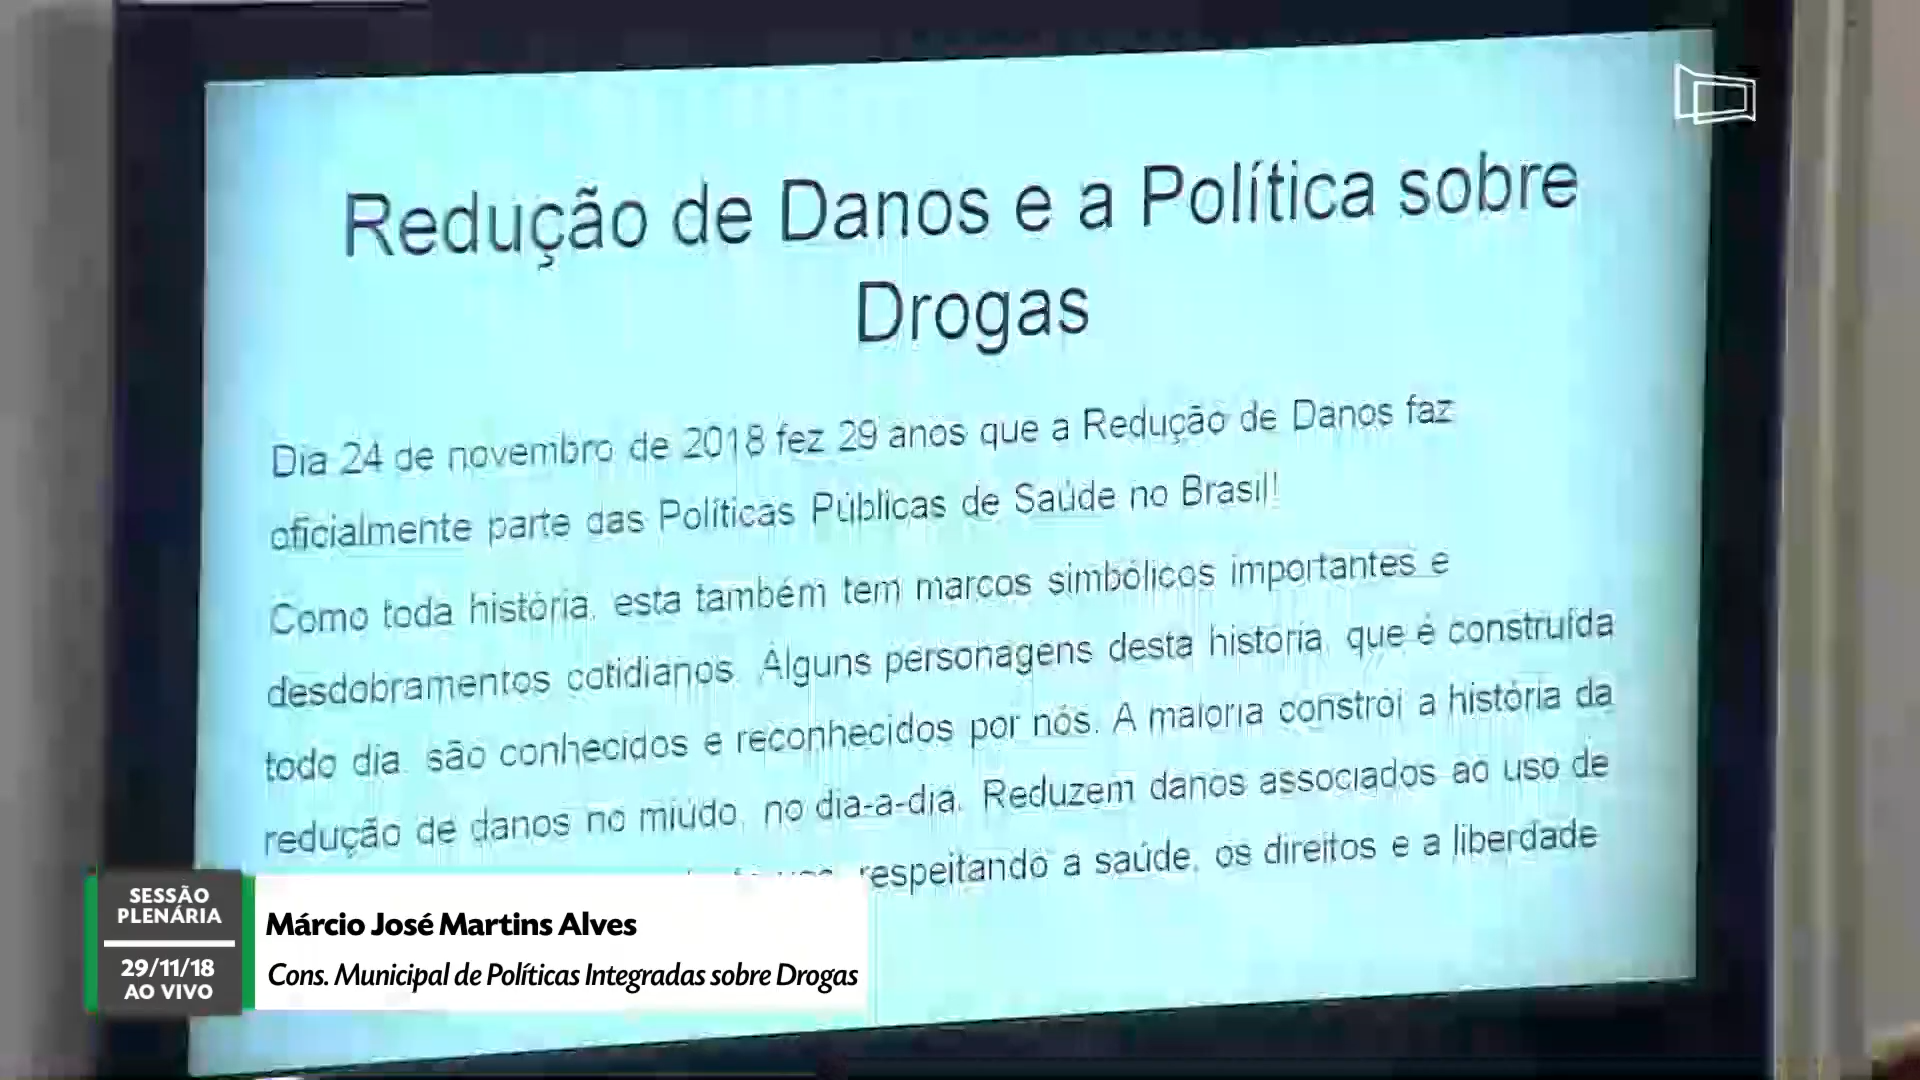 Redução de Danos e a Política sobre
Drogas
Dia 24 de novembro de 2018 fez 29 anos que a Redução de Danos faz
oficialmente parte das Políticas Públicas de Saúde no Brasil!
Como toda história, esta também tem marcos simbólicos importantes e
desdobramentos cotidianos. Alguns personagens desta história, que é construída
todo dia, são conhecidos e reconhecidos por nós. A maioria constroi a história da
redução de danos no miúdo, no dia-a-dia. Reduzem danos associados ao uso de
respeitando a saúde, os direitos e a liberdade
SESSÃO
PLENÁRIA
29/11/18
AO VIVO
Márcio José Martins Alves
Cons. Municipal de Políticas Integradas sobre Drogas